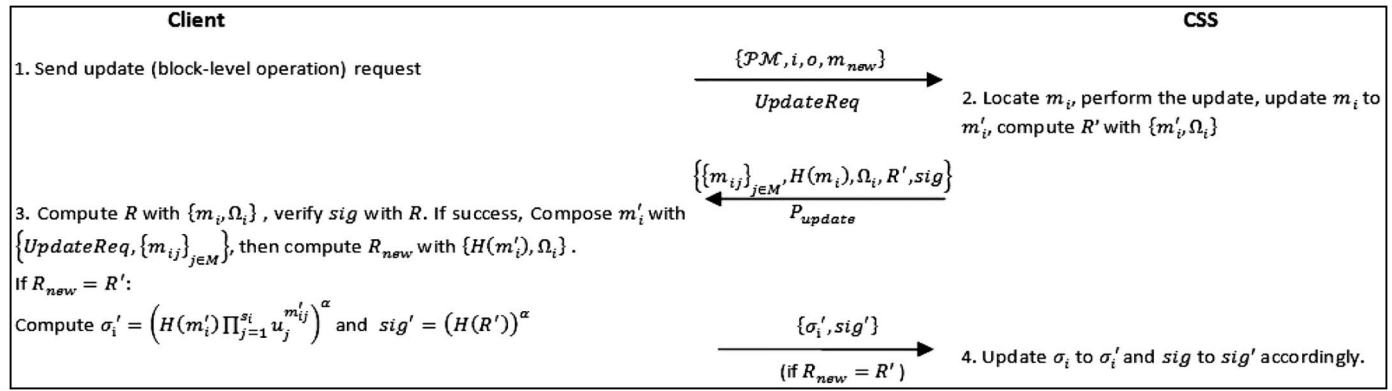 Client
CSS
1. Send update (block-level operation) request
{𝒫ℳ, i, o, m_new}
UpdateReq
2. Locate m_i, perform the update, update m_i to
m'_i, compute R' with {m'_i, Ω_i}
{{m_ij}_{j∈M}, H(m_i), Ω_i, R', sig}
P_update
3. Compute R with {m_i, Ω_i} , verify sig with R. If success, Compose m'_i with
{UpdateReq, {m_ij}_{j∈M}}, then compute R_new with {H(m'_i), Ω_i} .
If R_new = R':
Compute σ_i' = (H(m'_i) ∏_{j=1}^{s_i} u_j^{m'_ij})^α and sig' = (H(R'))^α
{σ_i', sig'}
(if R_new = R' )
4. Update σ_i to σ_i' and sig to sig' accordingly.